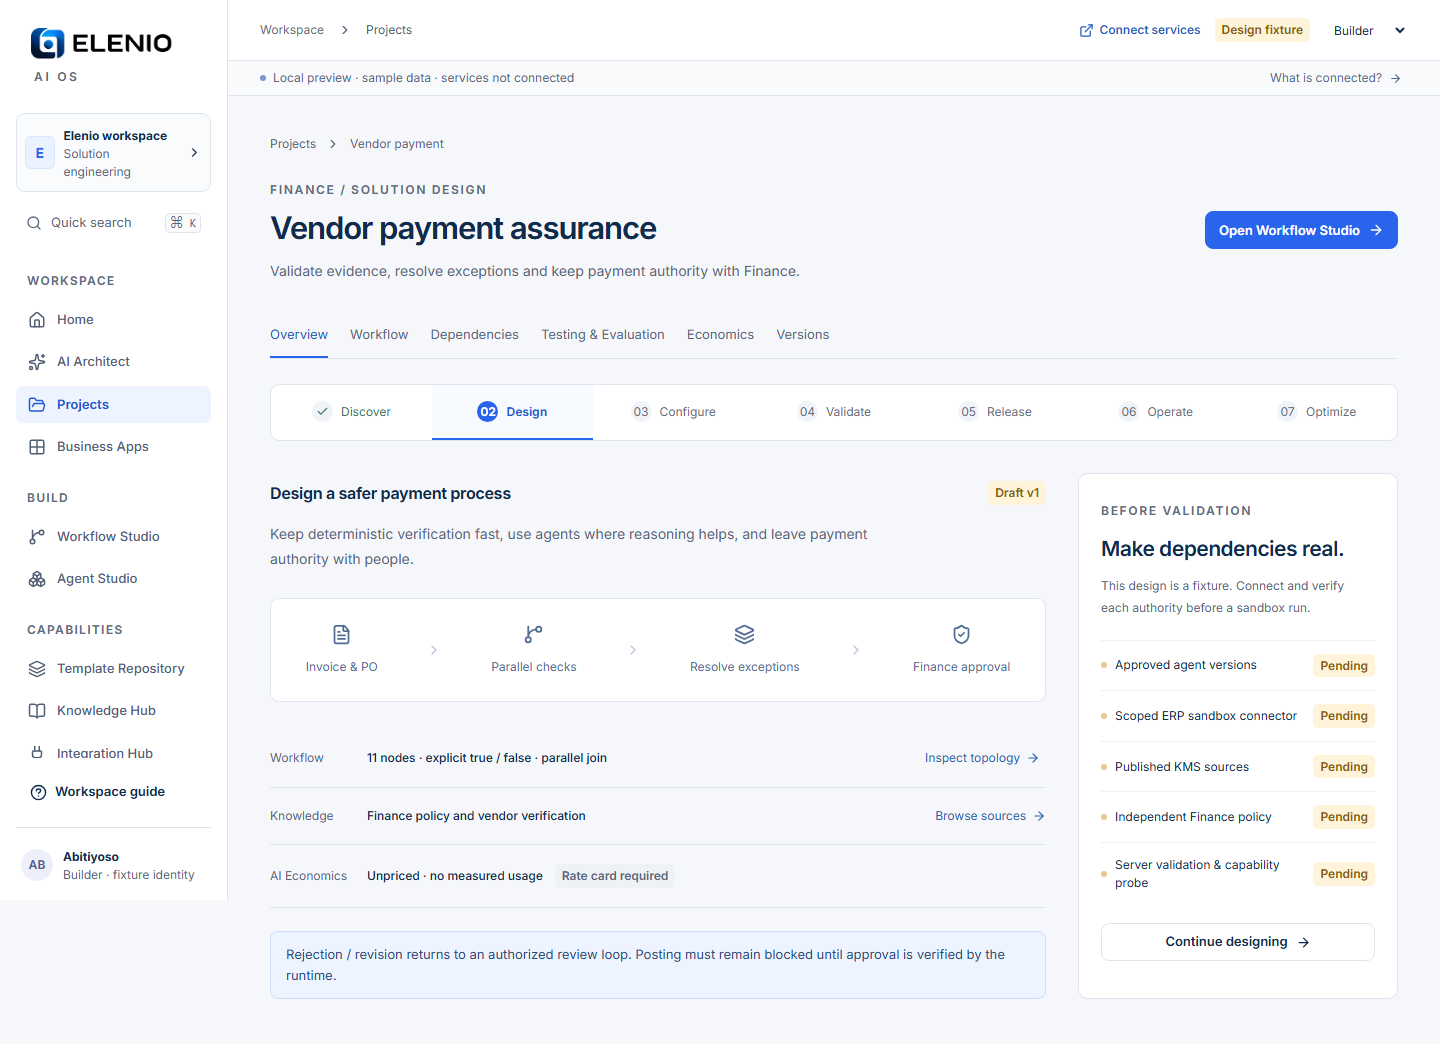 ELENIO
AI OS
E
Elenio workspace
Solution
engineering
Quick search
⌘ K
WORKSPACE
Home
AI Architect
Projects
Business Apps
BUILD
Workflow Studio
Agent Studio
CAPABILITIES
Template Repository
Knowledge Hub
Integration Hub
Workspace guide
AB
Abitiyoso
Builder · fixture identity
Workspace > Projects
Connect services
Design fixture
Builder
Local preview · sample data · services not connected
What is connected? →
Projects > Vendor payment
FINANCE / SOLUTION DESIGN
Vendor payment assurance
Open Workflow Studio →
Validate evidence, resolve exceptions and keep payment authority with Finance.
Overview
Workflow
Dependencies
Testing & Evaluation
Economics
Versions
✓ Discover
02 Design
03 Configure
04 Validate
05 Release
06 Operate
07 Optimize
Design a safer payment process
Draft v1
Keep deterministic verification fast, use agents where reasoning helps, and leave payment
authority with people.
Invoice & PO
Parallel checks
Resolve exceptions
Finance approval
Workflow
11 nodes · explicit true / false · parallel join
Inspect topology →
Knowledge
Finance policy and vendor verification
Browse sources →
AI Economics
Unpriced · no measured usage
Rate card required
Rejection / revision returns to an authorized review loop. Posting must remain blocked until approval is verified by the
runtime.
BEFORE VALIDATION
Make dependencies real.
This design is a fixture. Connect and verify
each authority before a sandbox run.
Approved agent versions
Pending
Scoped ERP sandbox connector
Pending
Published KMS sources
Pending
Independent Finance policy
Pending
Server validation & capability
probe
Pending
Continue designing →